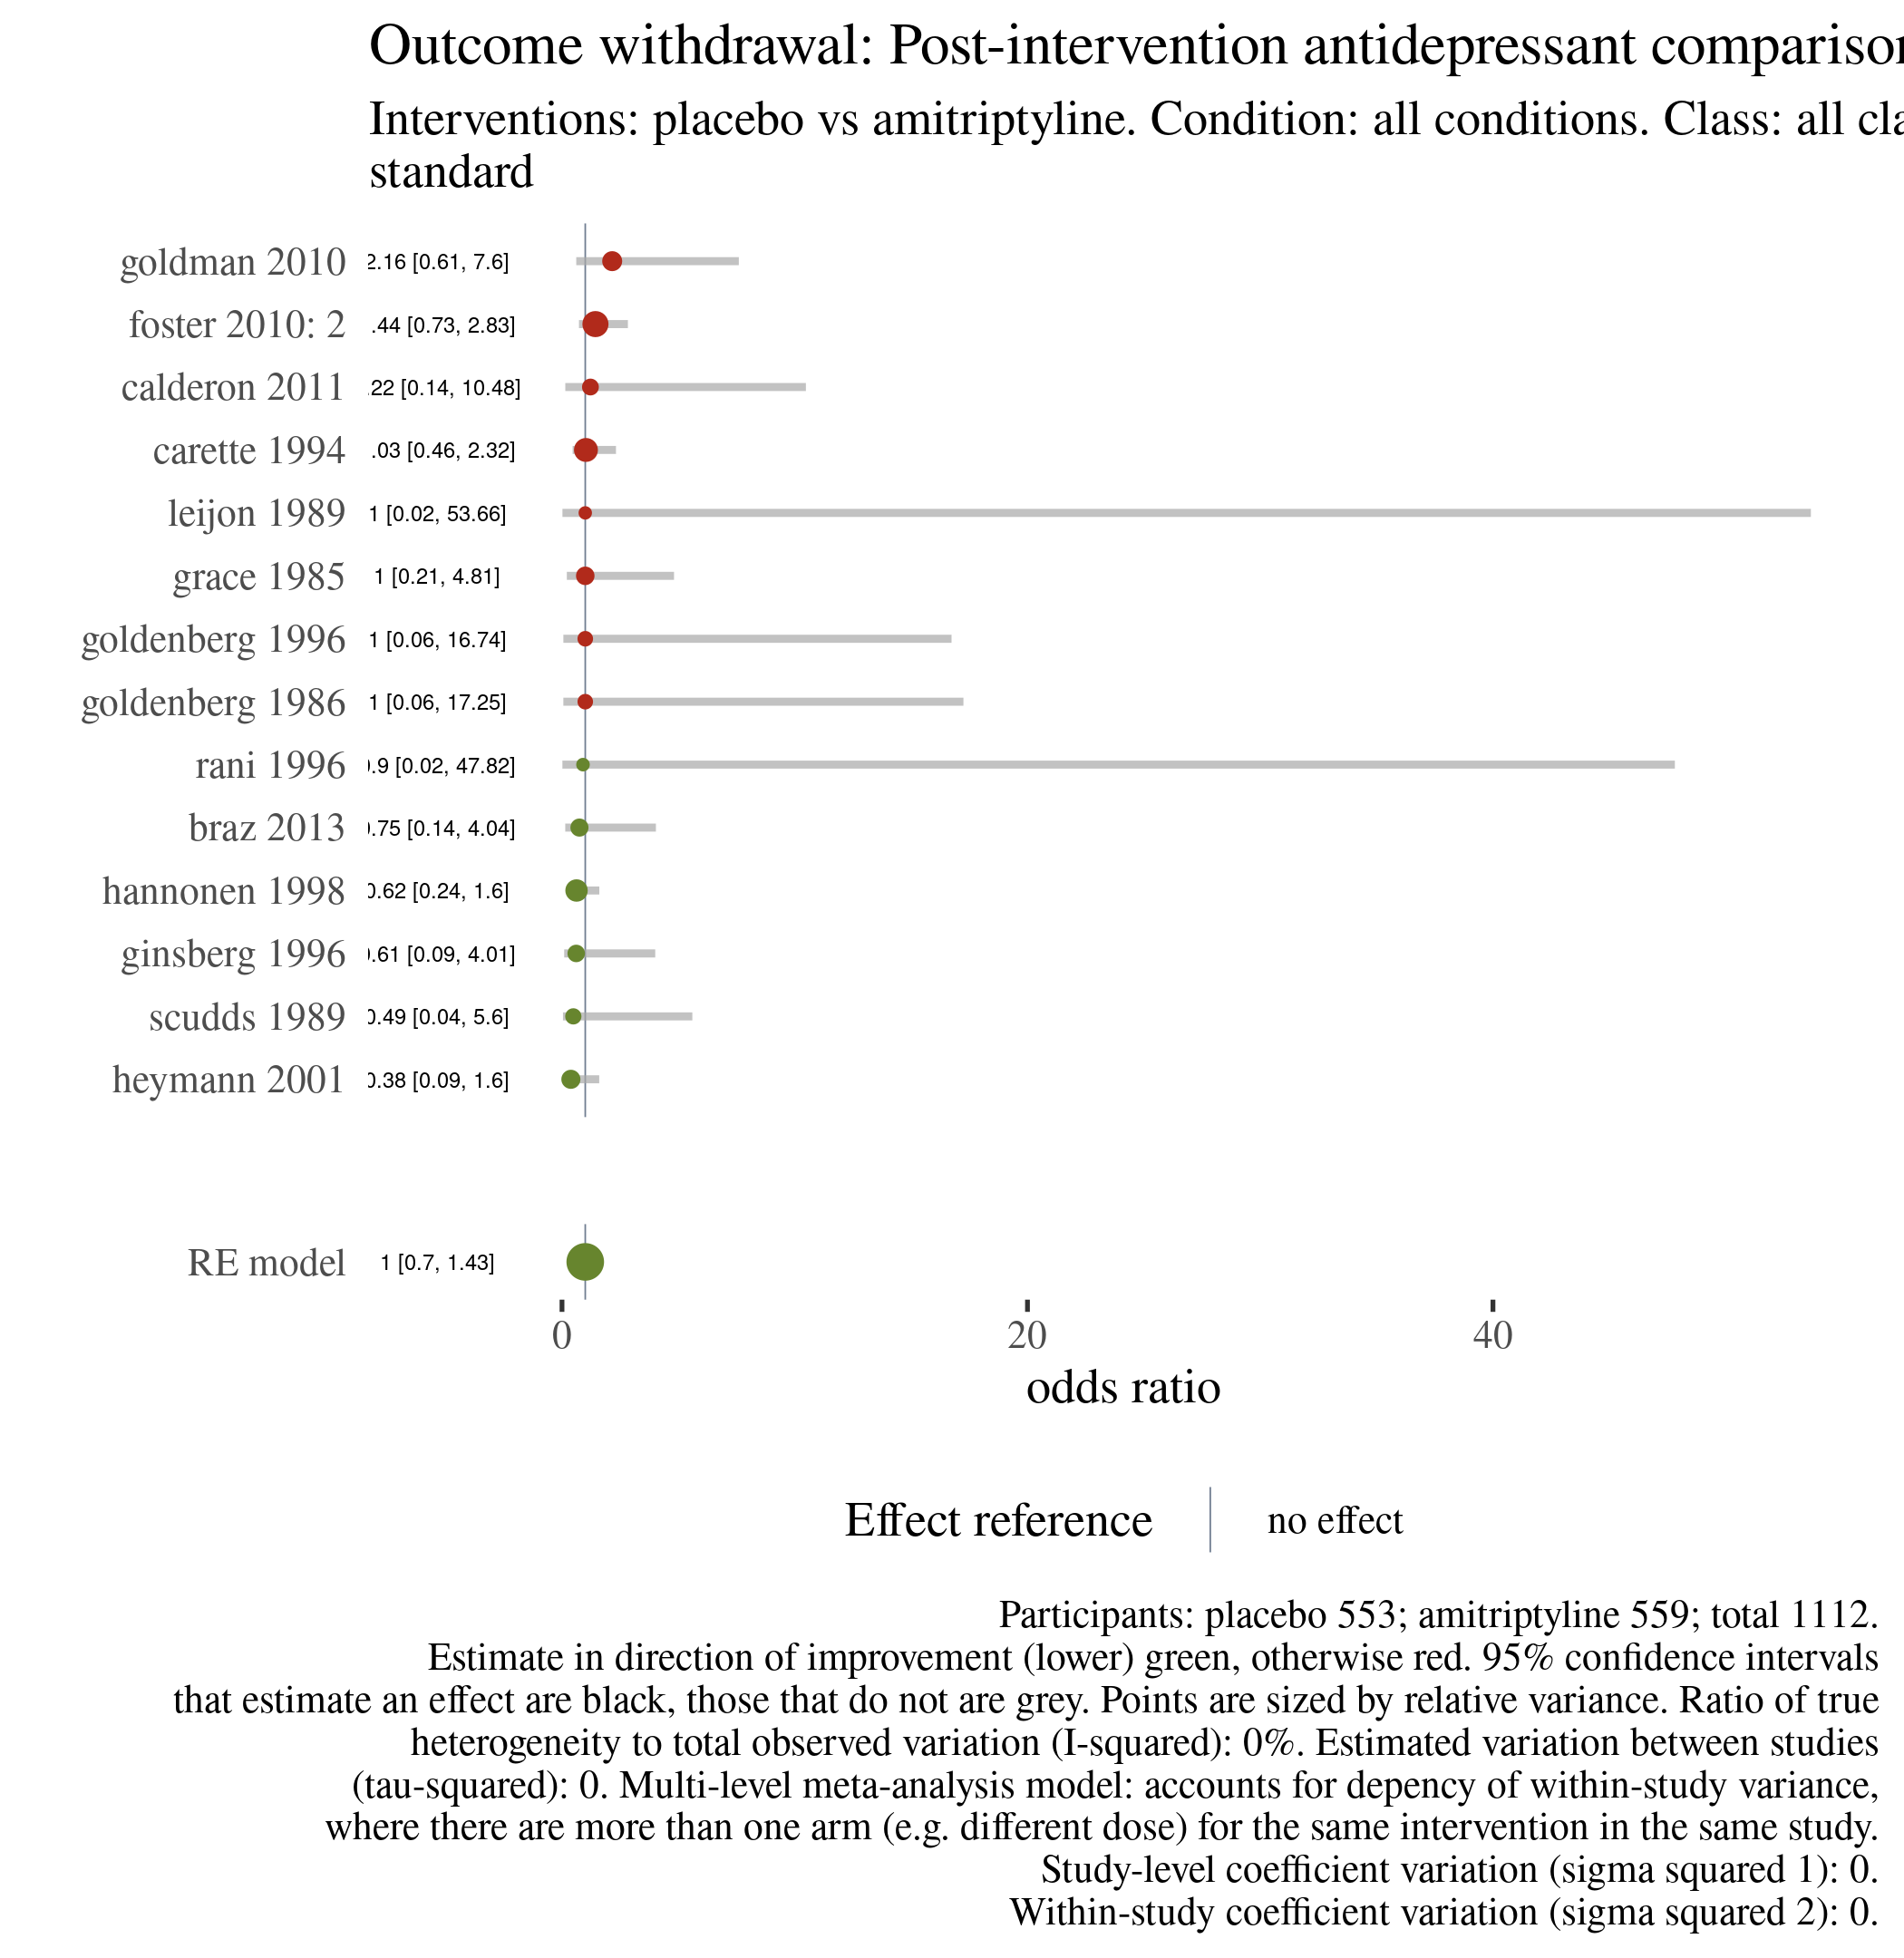 Outcome withdrawal: Post-intervention antidepressant compariso
Interventions: placebo vs amitriptyline. Condition: all conditions. Class: all cla
standard
goldman 2010 2.16 [0.61, 7.6]
foster 2010: 2 .44 [0.73, 2.83]
calderon 2011 .22 [0.14, 10.48]
carette 1994 .03 [0.46, 2.32]
leijon 1989 1 [0.02, 53.66]
grace 1985 1 [0.21, 4.81]
goldenberg 1996 1 [0.06, 16.74]
goldenberg 1986 1 [0.06, 17.25]
rani 1996 0.9 [0.02, 47.82]
braz 2013 0.75 [0.14, 4.04]
hannonen 1998 0.62 [0.24, 1.6]
ginsberg 1996 0.61 [0.09, 4.01]
scudds 1989 0.49 [0.04, 5.6]
heymann 2001 0.38 [0.09, 1.6]
RE model 1 [0.7, 1.43]
0 20 40
odds ratio
Effect reference no effect
Participants: placebo 553; amitriptyline 559; total 1112.
Estimate in direction of improvement (lower) green, otherwise red. 95% confidence intervals
that estimate an effect are black, those that do not are grey. Points are sized by relative variance. Ratio of true
heterogeneity to total observed variation (I-squared): 0%. Estimated variation between studies
(tau-squared): 0. Multi-level meta-analysis model: accounts for depency of within-study variance,
where there are more than one arm (e.g. different dose) for the same intervention in the same study.
Study-level coefficient variation (sigma squared 1): 0.
Within-study coefficient variation (sigma squared 2): 0.